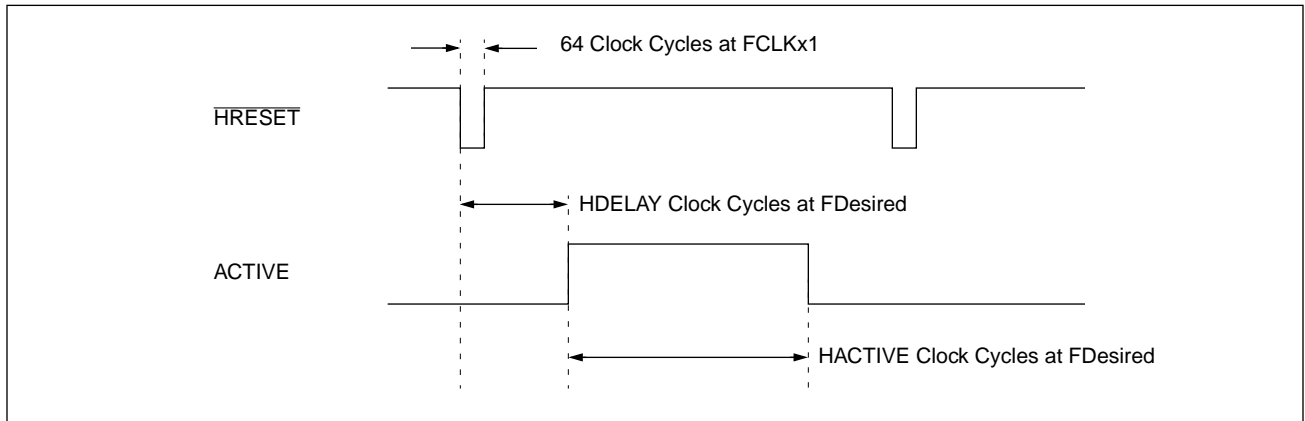 64 Clock Cycles at FCLKx1
HRESET
HDELAY Clock Cycles at FDesired
ACTIVE
HACTIVE Clock Cycles at FDesired